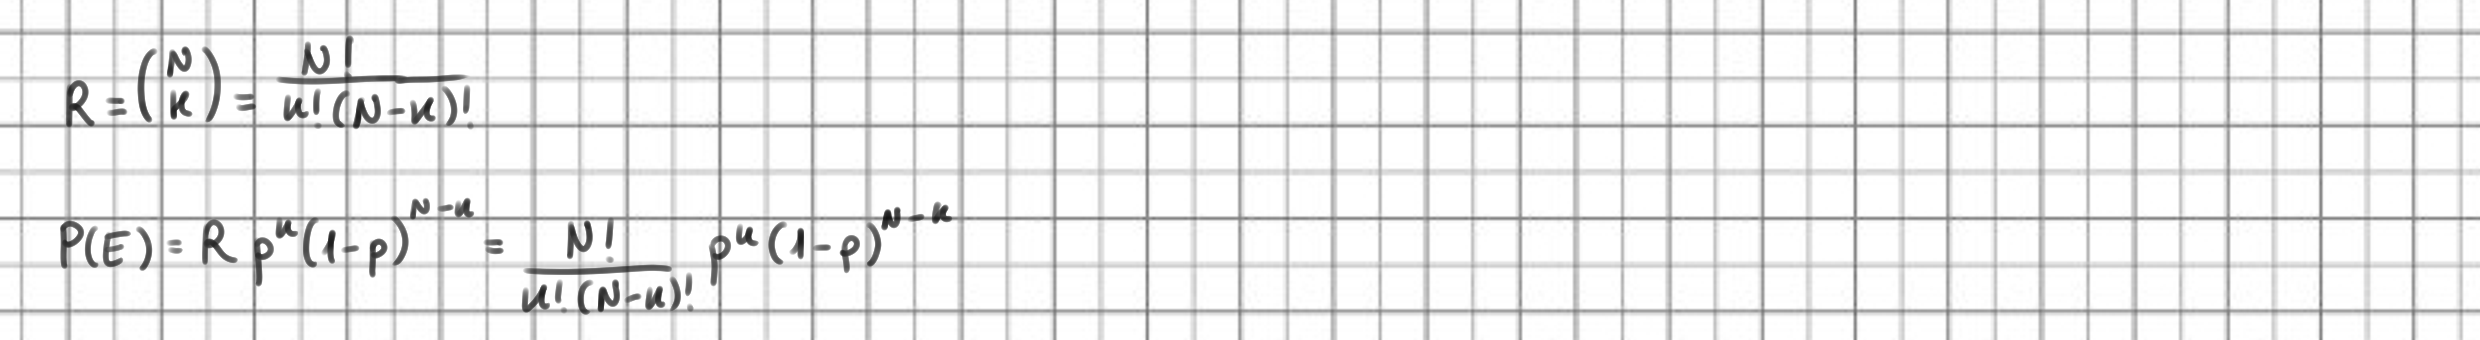 R = (N K) = N! / K!(N-K)!
P(E) = R p^K (1-p)^{N-K} = N! / K!(N-K)! p^K (1-p)^{N-K}